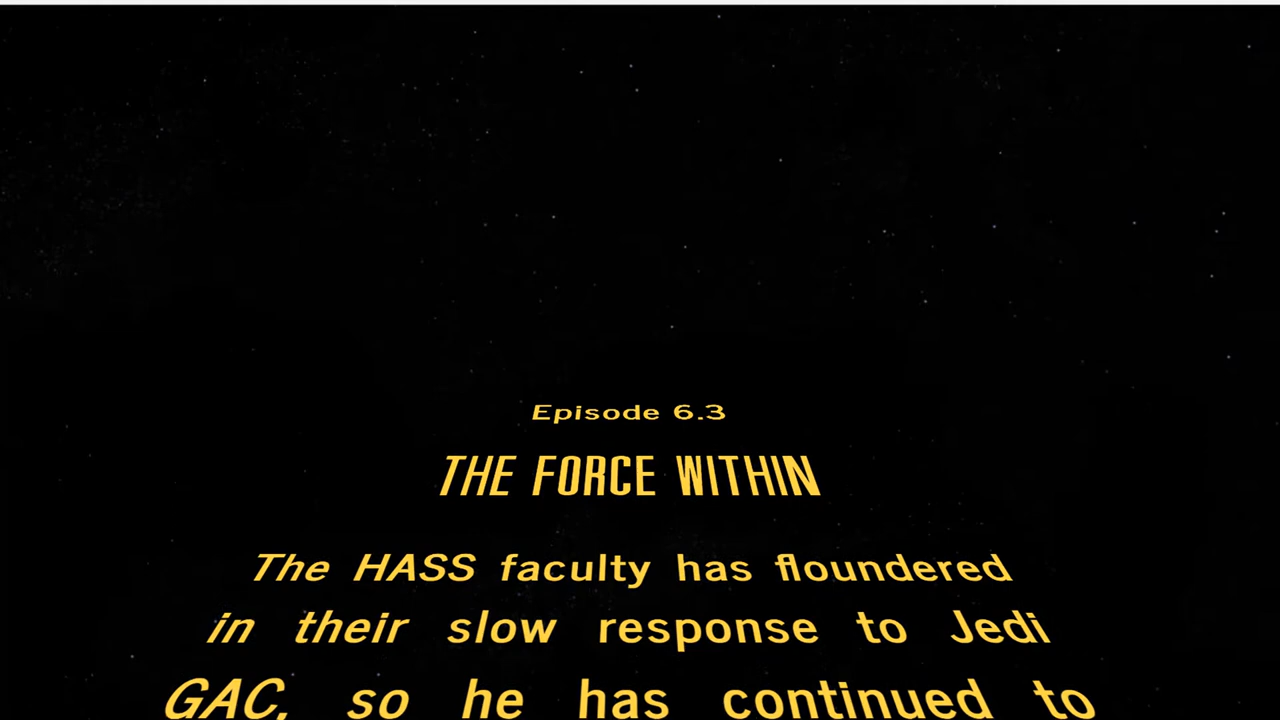 Episode 6.3
THE FORCE WITHIN
The HASS faculty has floundered
in their slow response to Jedi
GAC, so he has continued to